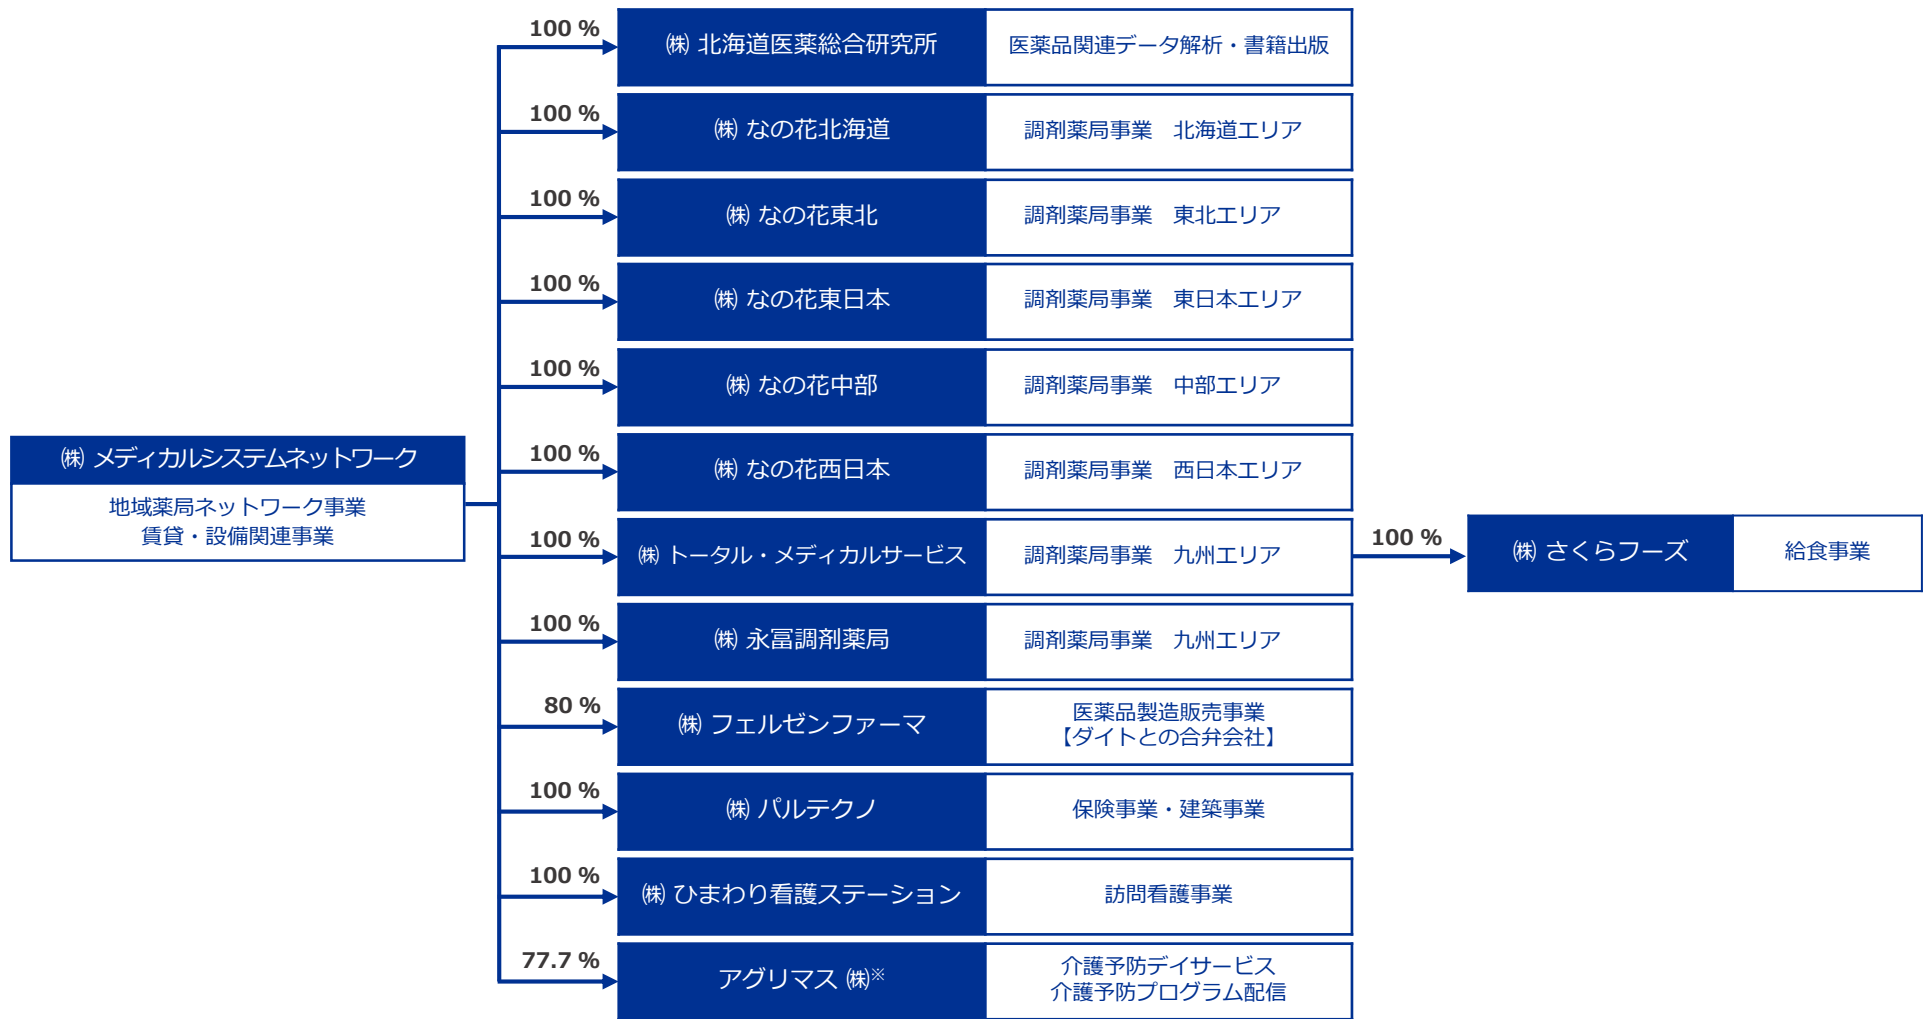 100 %
㈱ 北海道医薬総合研究所
医薬品関連データ解析・書籍出版
100 %
㈱ なの花北海道
調剤薬局事業　北海道エリア
100 %
㈱ なの花東北
調剤薬局事業　東北エリア
100 %
㈱ なの花東日本
調剤薬局事業　東日本エリア
100 %
㈱ なの花中部
調剤薬局事業　中部エリア
㈱ メディカルシステムネットワーク
地域薬局ネットワーク事業
賃貸・設備関連事業
100 %
㈱ なの花西日本
調剤薬局事業　西日本エリア
100 %
㈱ トータル・メディカルサービス
調剤薬局事業　九州エリア
100 %
㈱ さくらフーズ
給食事業
100 %
㈱ 永冨調剤薬局
調剤薬局事業　九州エリア
80 %
㈱ フェルゼンファーマ
医薬品製造販売事業
【ダイトとの合弁会社】
100 %
㈱ パルテクノ
保険事業・建築事業
100 %
㈱ ひまわり看護ステーション
訪問看護事業
77.7 %
アグリマス ㈱※
介護予防デイサービス
介護予防プログラム配信